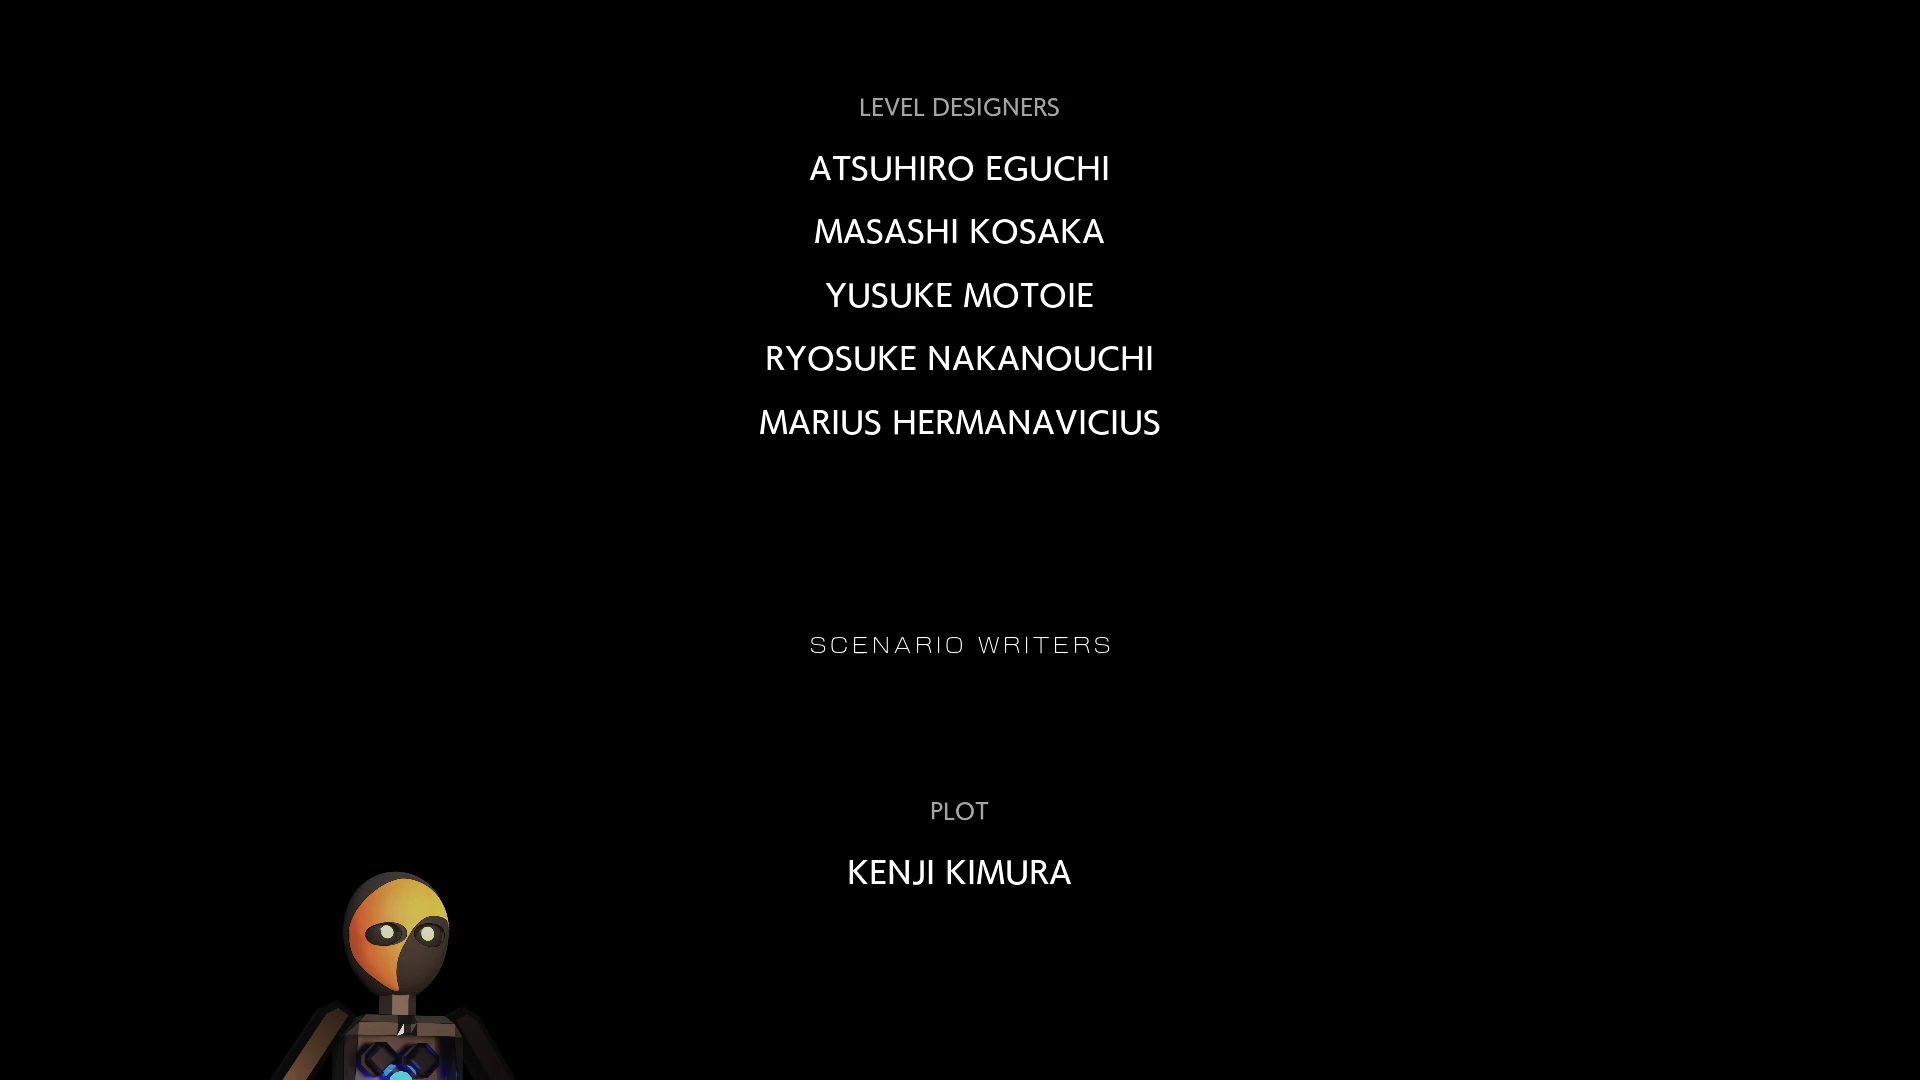 LEVEL DESIGNERS
ATSUHIRO EGUCHI
MASASHI KOSAKA
YUSUKE MOTOIE
RYOSUKE NAKANOUCHI
MARIUS HERMANAVICIUS
SCENARIO WRITERS
PLOT
KENJI KIMURA